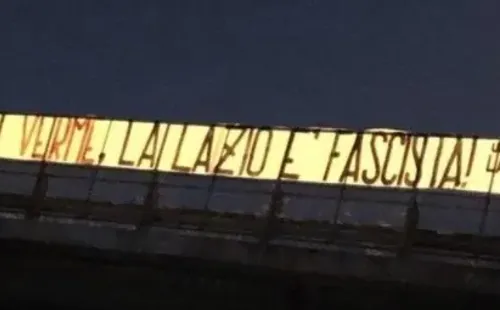 VERME, LA LAZIO E' FASCISTA!